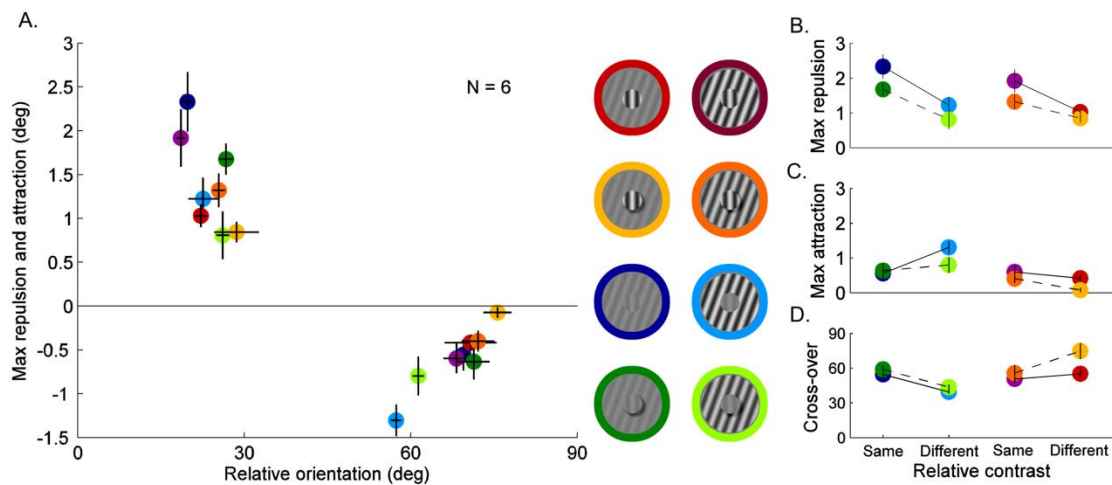 A.
Max repulsion and attraction (deg)
3
2.5
2
1.5
1
0.5
0
-0.5
-1
-1.5
N = 6
0
30
60
90
Relative orientation (deg)
B.
Max repulsion
3
2
1
0
C.
Max attraction
3
2
1
0
D.
Cross-over
90
60
30
0
Same Different Same Different
Relative contrast